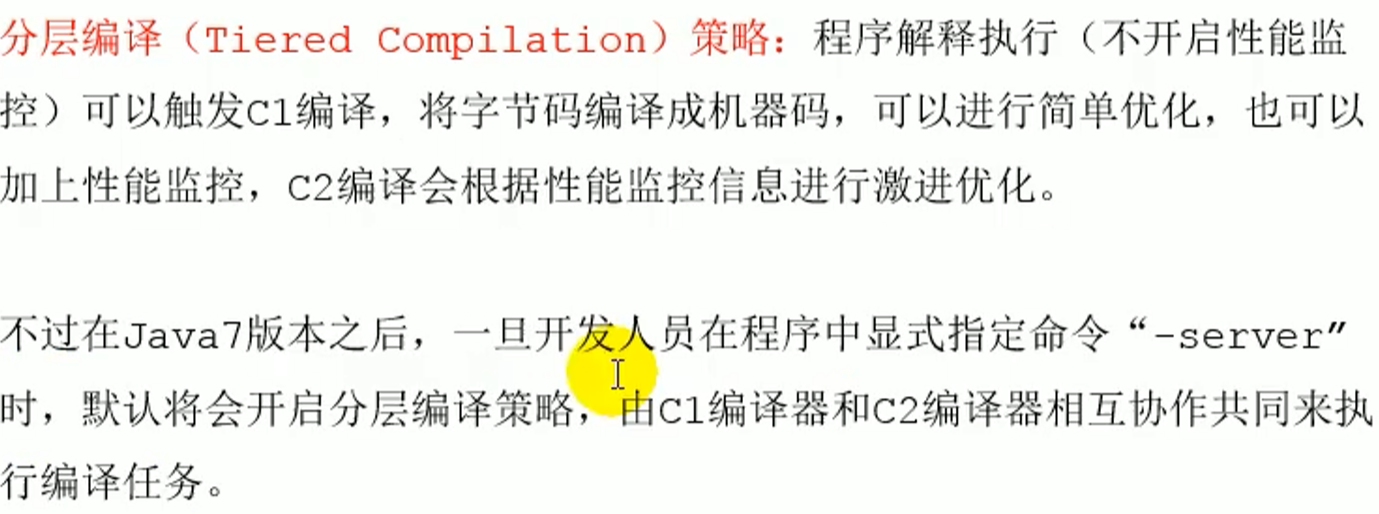 分层编译（Tiered Compilation）策略：程序解释执行（不开启性能监
控）可以触发C1编译，将字节码编译成机器码，可以进行简单优化，也可以
加上性能监控，C2编译会根据性能监控信息进行激进优化。
不过在Java7版本之后，一旦开发人员在程序中显式指定命令“-server”
时，默认将会开启分层编译策略，由C1编译器和C2编译器相互协作共同来执
行编译任务。